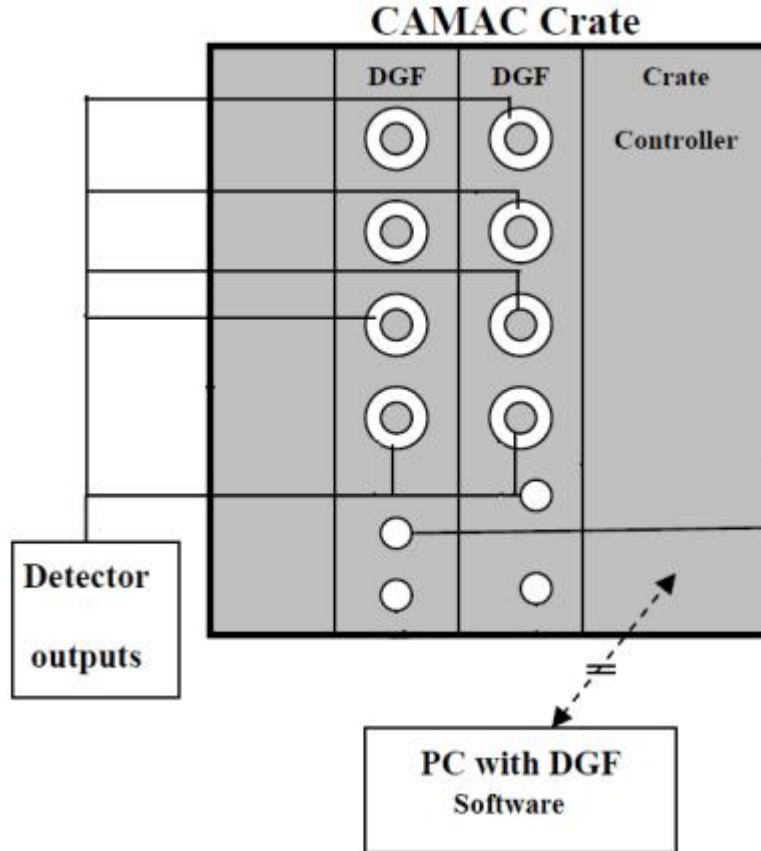 CAMAC Crate
DGF DGF Crate
Controller
Detector
outputs
PC with DGF
Software